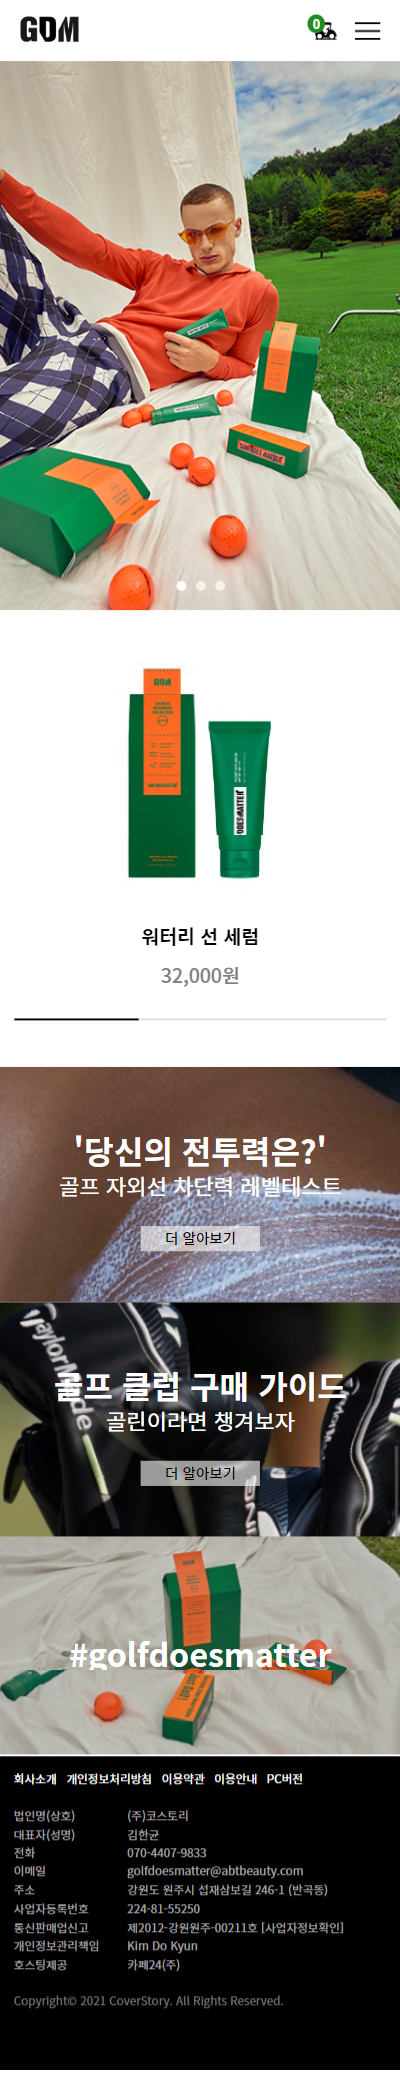 GDM
0
GDM
DOESMATTER
DOESMATTER
워터리 선 세럼
32,000원
'당신의 전투력은?'
골프 자외선 차단력 레벨테스트
더 알아보기
TaylorMade
골프 클럽 구매 가이드
골린이라면 챙겨보자
더 알아보기
#golfdoesmatter
회사소개 개인정보처리방침 이용약관 이용안내 PC버전
법인명(상호) (주)코스토리
대표자(성명) 김한균
전화 070-4407-9833
이메일 golfdoesmatter@abtbeauty.com
주소 강원도 원주시 섭재삼보길 246-1 (반곡동)
사업자등록번호 224-81-55250
통신판매업신고 제2012-강원원주-00211호 [사업자정보확인]
개인정보관리책임 Kim Do Kyun
호스팅제공 카페24(주)
Copyright© 2021 CoverStory. All Rights Reserved.